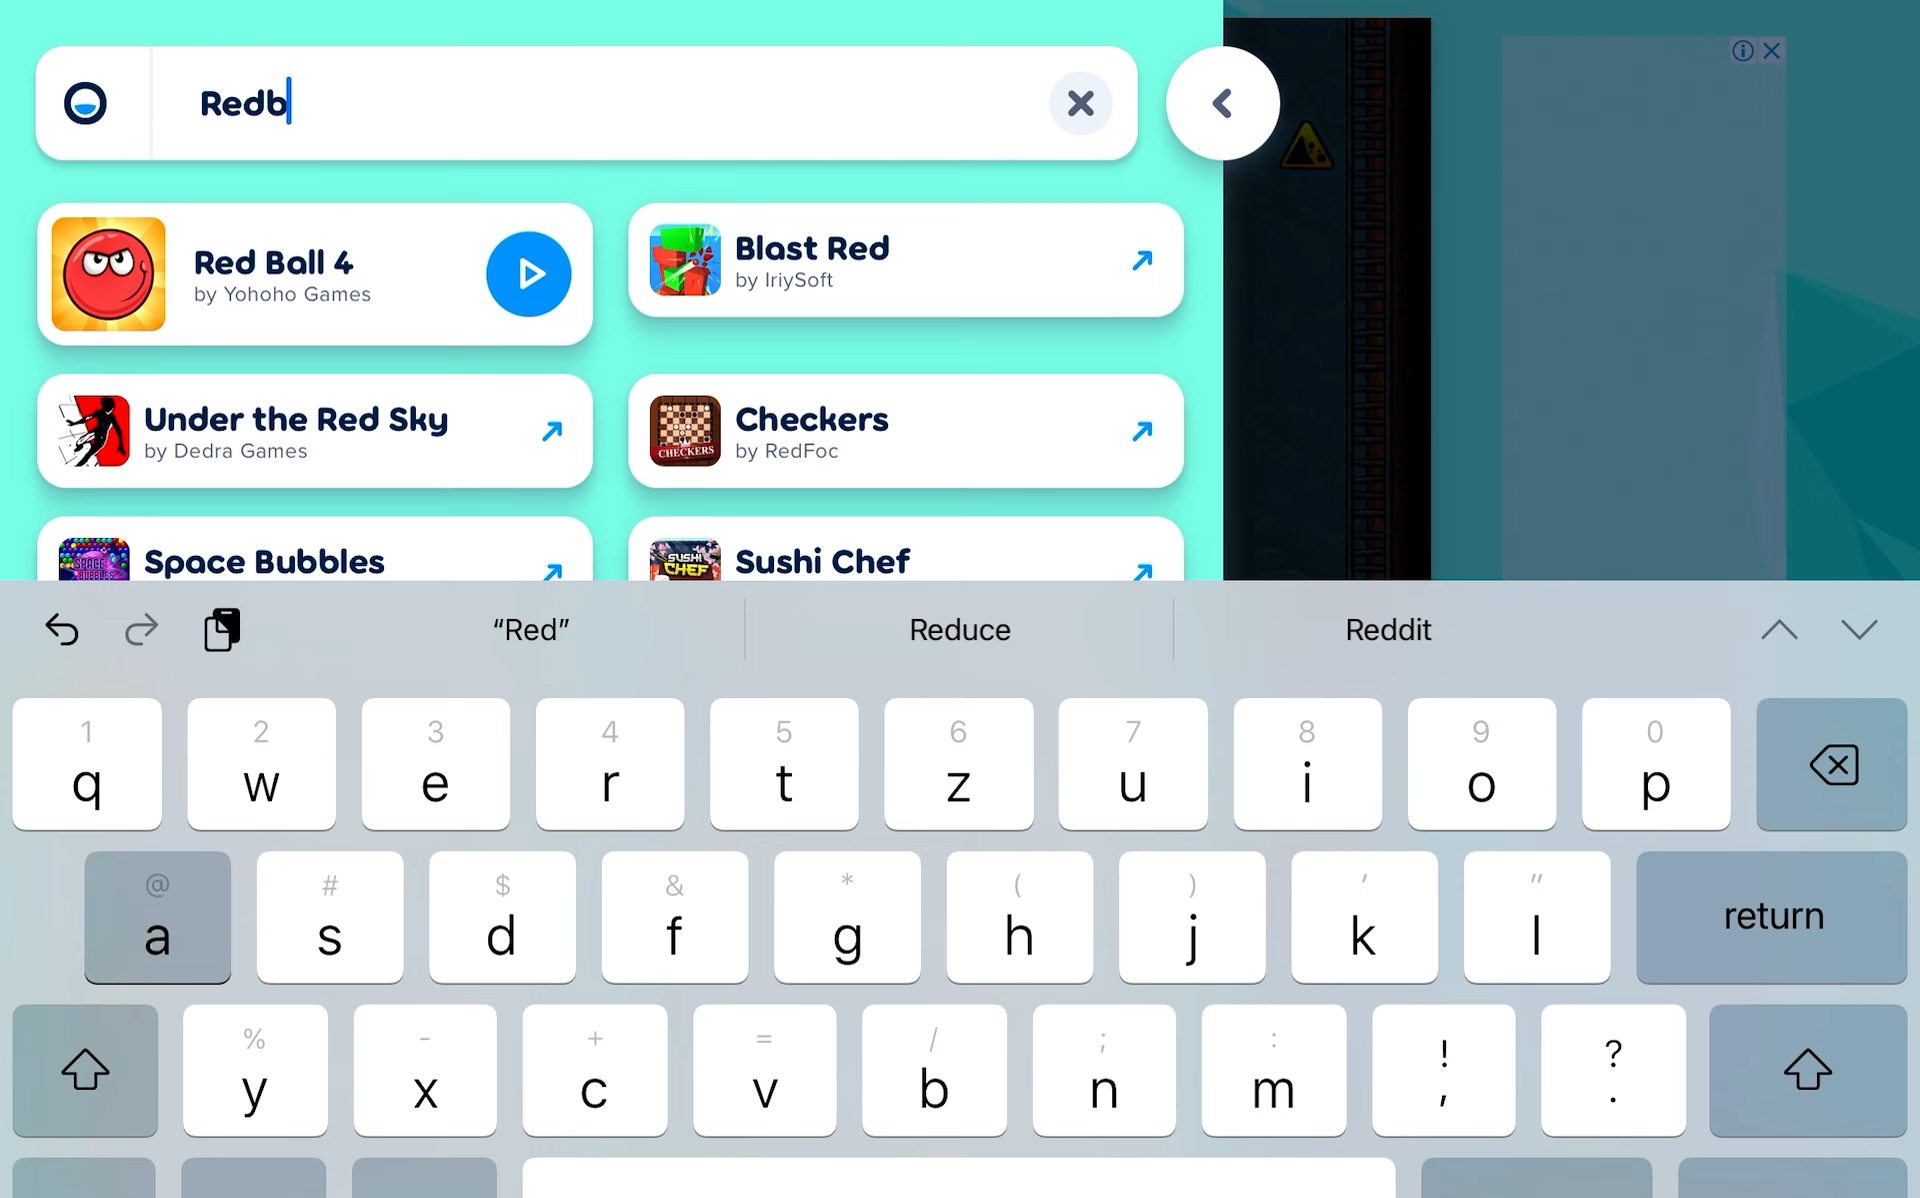 Redb
Red Ball 4
by Yohoho Games
Blast Red
by IriySoft
Under the Red Sky
by Dedra Games
Checkers
by RedFoc
CHECKERS
Space Bubbles
SPACE
BUBBLES
Sushi Chef
SUSHI
CHEF
“Red” Reduce Reddit
1 2 3 4 5 6 7 8 9 0
q w e r t z u i o p
@ # $ & * ( ) ' "
a s d f g h j k l return
% - + = / ; : ! ?
y x c v b n m , .